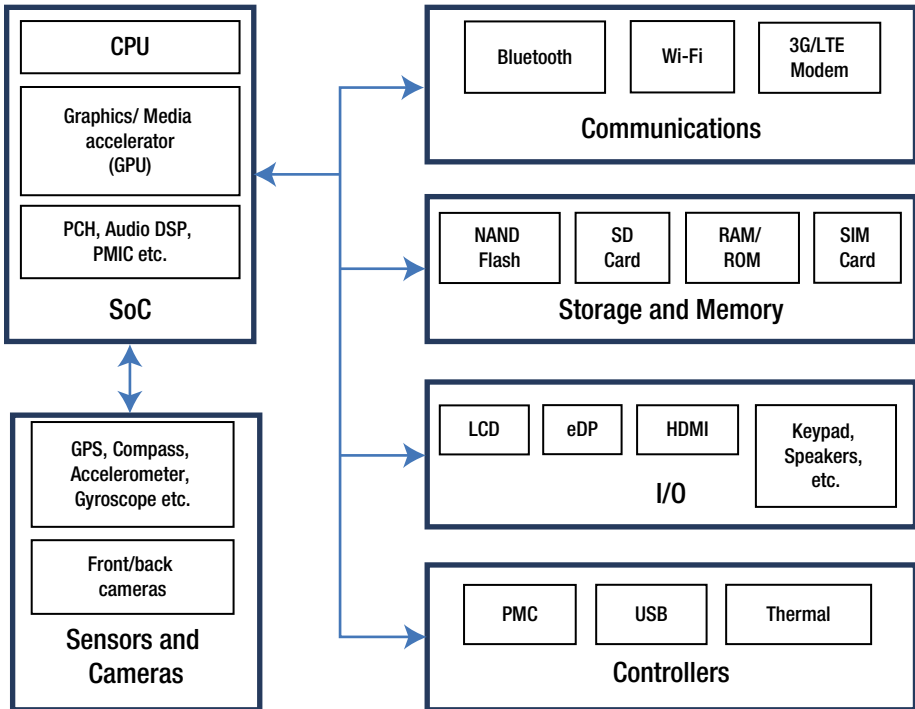 CPU
Graphics/ Media
accelerator
(GPU)
PCH, Audio DSP,
PMIC etc.
SoC
GPS, Compass,
Accelerometer,
Gyroscope etc.
Front/back
cameras
Sensors and
Cameras
Bluetooth
Wi-Fi
3G/LTE
Modem
Communications
NAND
Flash
SD
Card
RAM/
ROM
SIM
Card
Storage and Memory
LCD
eDP
HDMI
Keypad,
Speakers,
etc.
I/O
PMC
USB
Thermal
Controllers